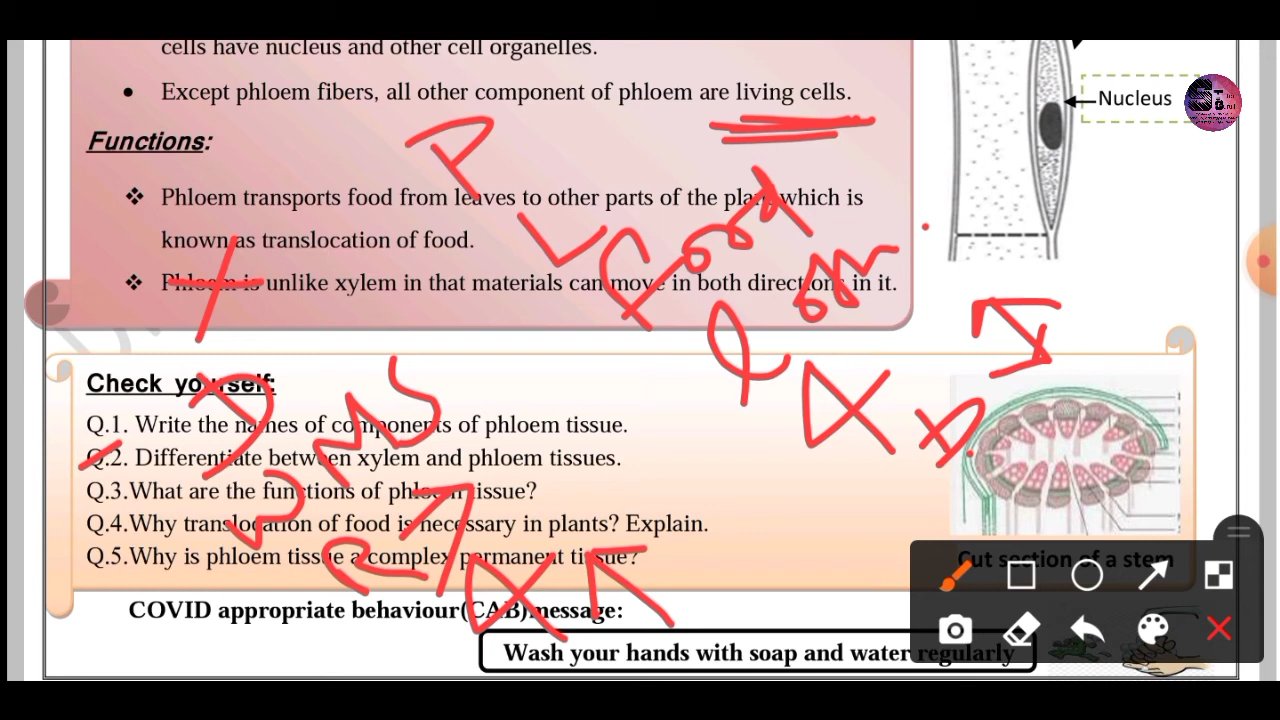 cells have nucleus and other cell organelles.
• Except phloem fibers, all other component of phloem are living cells.
Nucleus
Functions:
❖ Phloem transports food from leaves to other parts of the plant which is
known as translocation of food.
❖ Phloem is unlike xylem in that materials can move in both directions in it.
P
L
Food
X
D
WMS
Check yourself:
Q.1. Write the names of components of phloem tissue.
Q.2. Differentiate between xylem and phloem tissues.
Q.3.What are the functions of phloem tissue?
Q.4.Why translocation of food is necessary in plants? Explain.
Q.5.Why is phloem tissue a complex permanent tissue?
Cut section of a stem
COVID appropriate behaviour(CAB)message:
Wash your hands with soap and water regularly